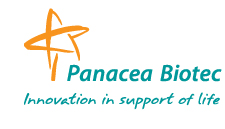 Panacea Biotec
Innovation in support of life